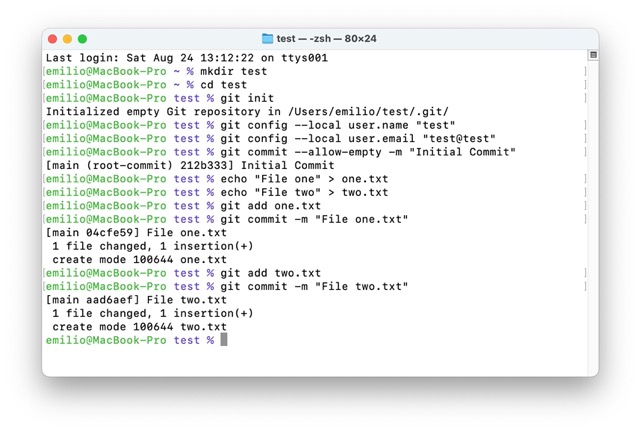 test — -zsh — 80×24
Last login: Sat Aug 24 13:12:22 on ttys001
emilio@MacBook-Pro ~ % mkdir test
emilio@MacBook-Pro ~ % cd test
emilio@MacBook-Pro test % git init
Initialized empty Git repository in /Users/emilio/test/.git/
emilio@MacBook-Pro test % git config --local user.name "test"
emilio@MacBook-Pro test % git config --local user.email "test@test"
emilio@MacBook-Pro test % git commit --allow-empty -m "Initial Commit"
[main (root-commit) 212b333] Initial Commit
emilio@MacBook-Pro test % echo "File one" > one.txt
emilio@MacBook-Pro test % echo "File two" > two.txt
emilio@MacBook-Pro test % git add one.txt
emilio@MacBook-Pro test % git commit -m "File one.txt"
[main 04cfe59] File one.txt
 1 file changed, 1 insertion(+)
 create mode 100644 one.txt
emilio@MacBook-Pro test % git add two.txt
emilio@MacBook-Pro test % git commit -m "File two.txt"
[main aad6aef] File two.txt
 1 file changed, 1 insertion(+)
 create mode 100644 two.txt
emilio@MacBook-Pro test %